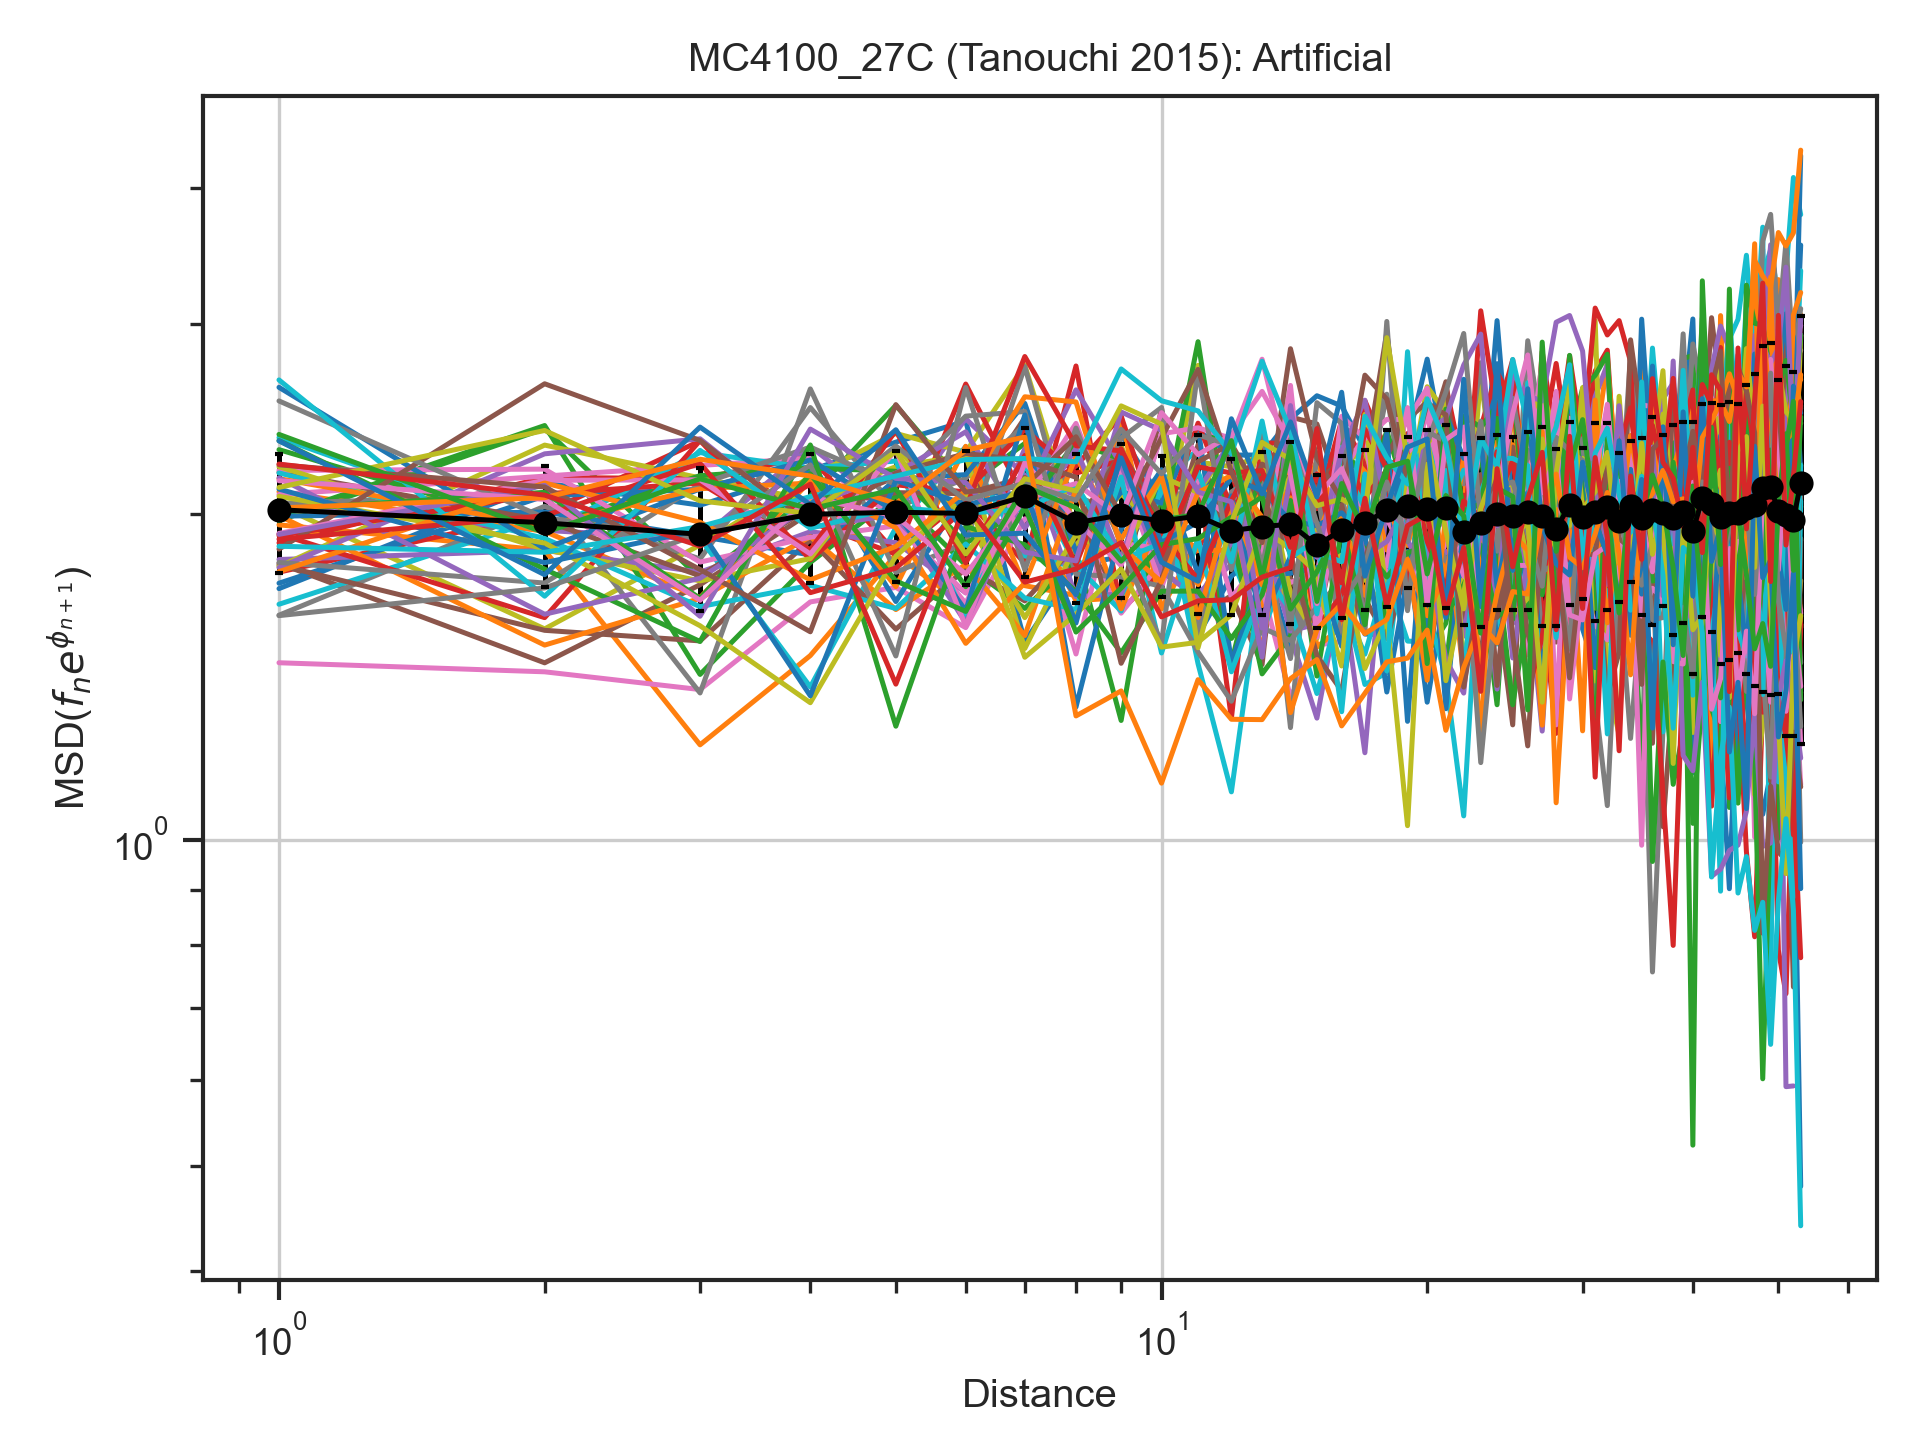 MC4100_27C (Tanouchi 2015): Artificial
MSD(fₙe^ϕₙ₊₁)
10⁰
10⁰
10¹
Distance